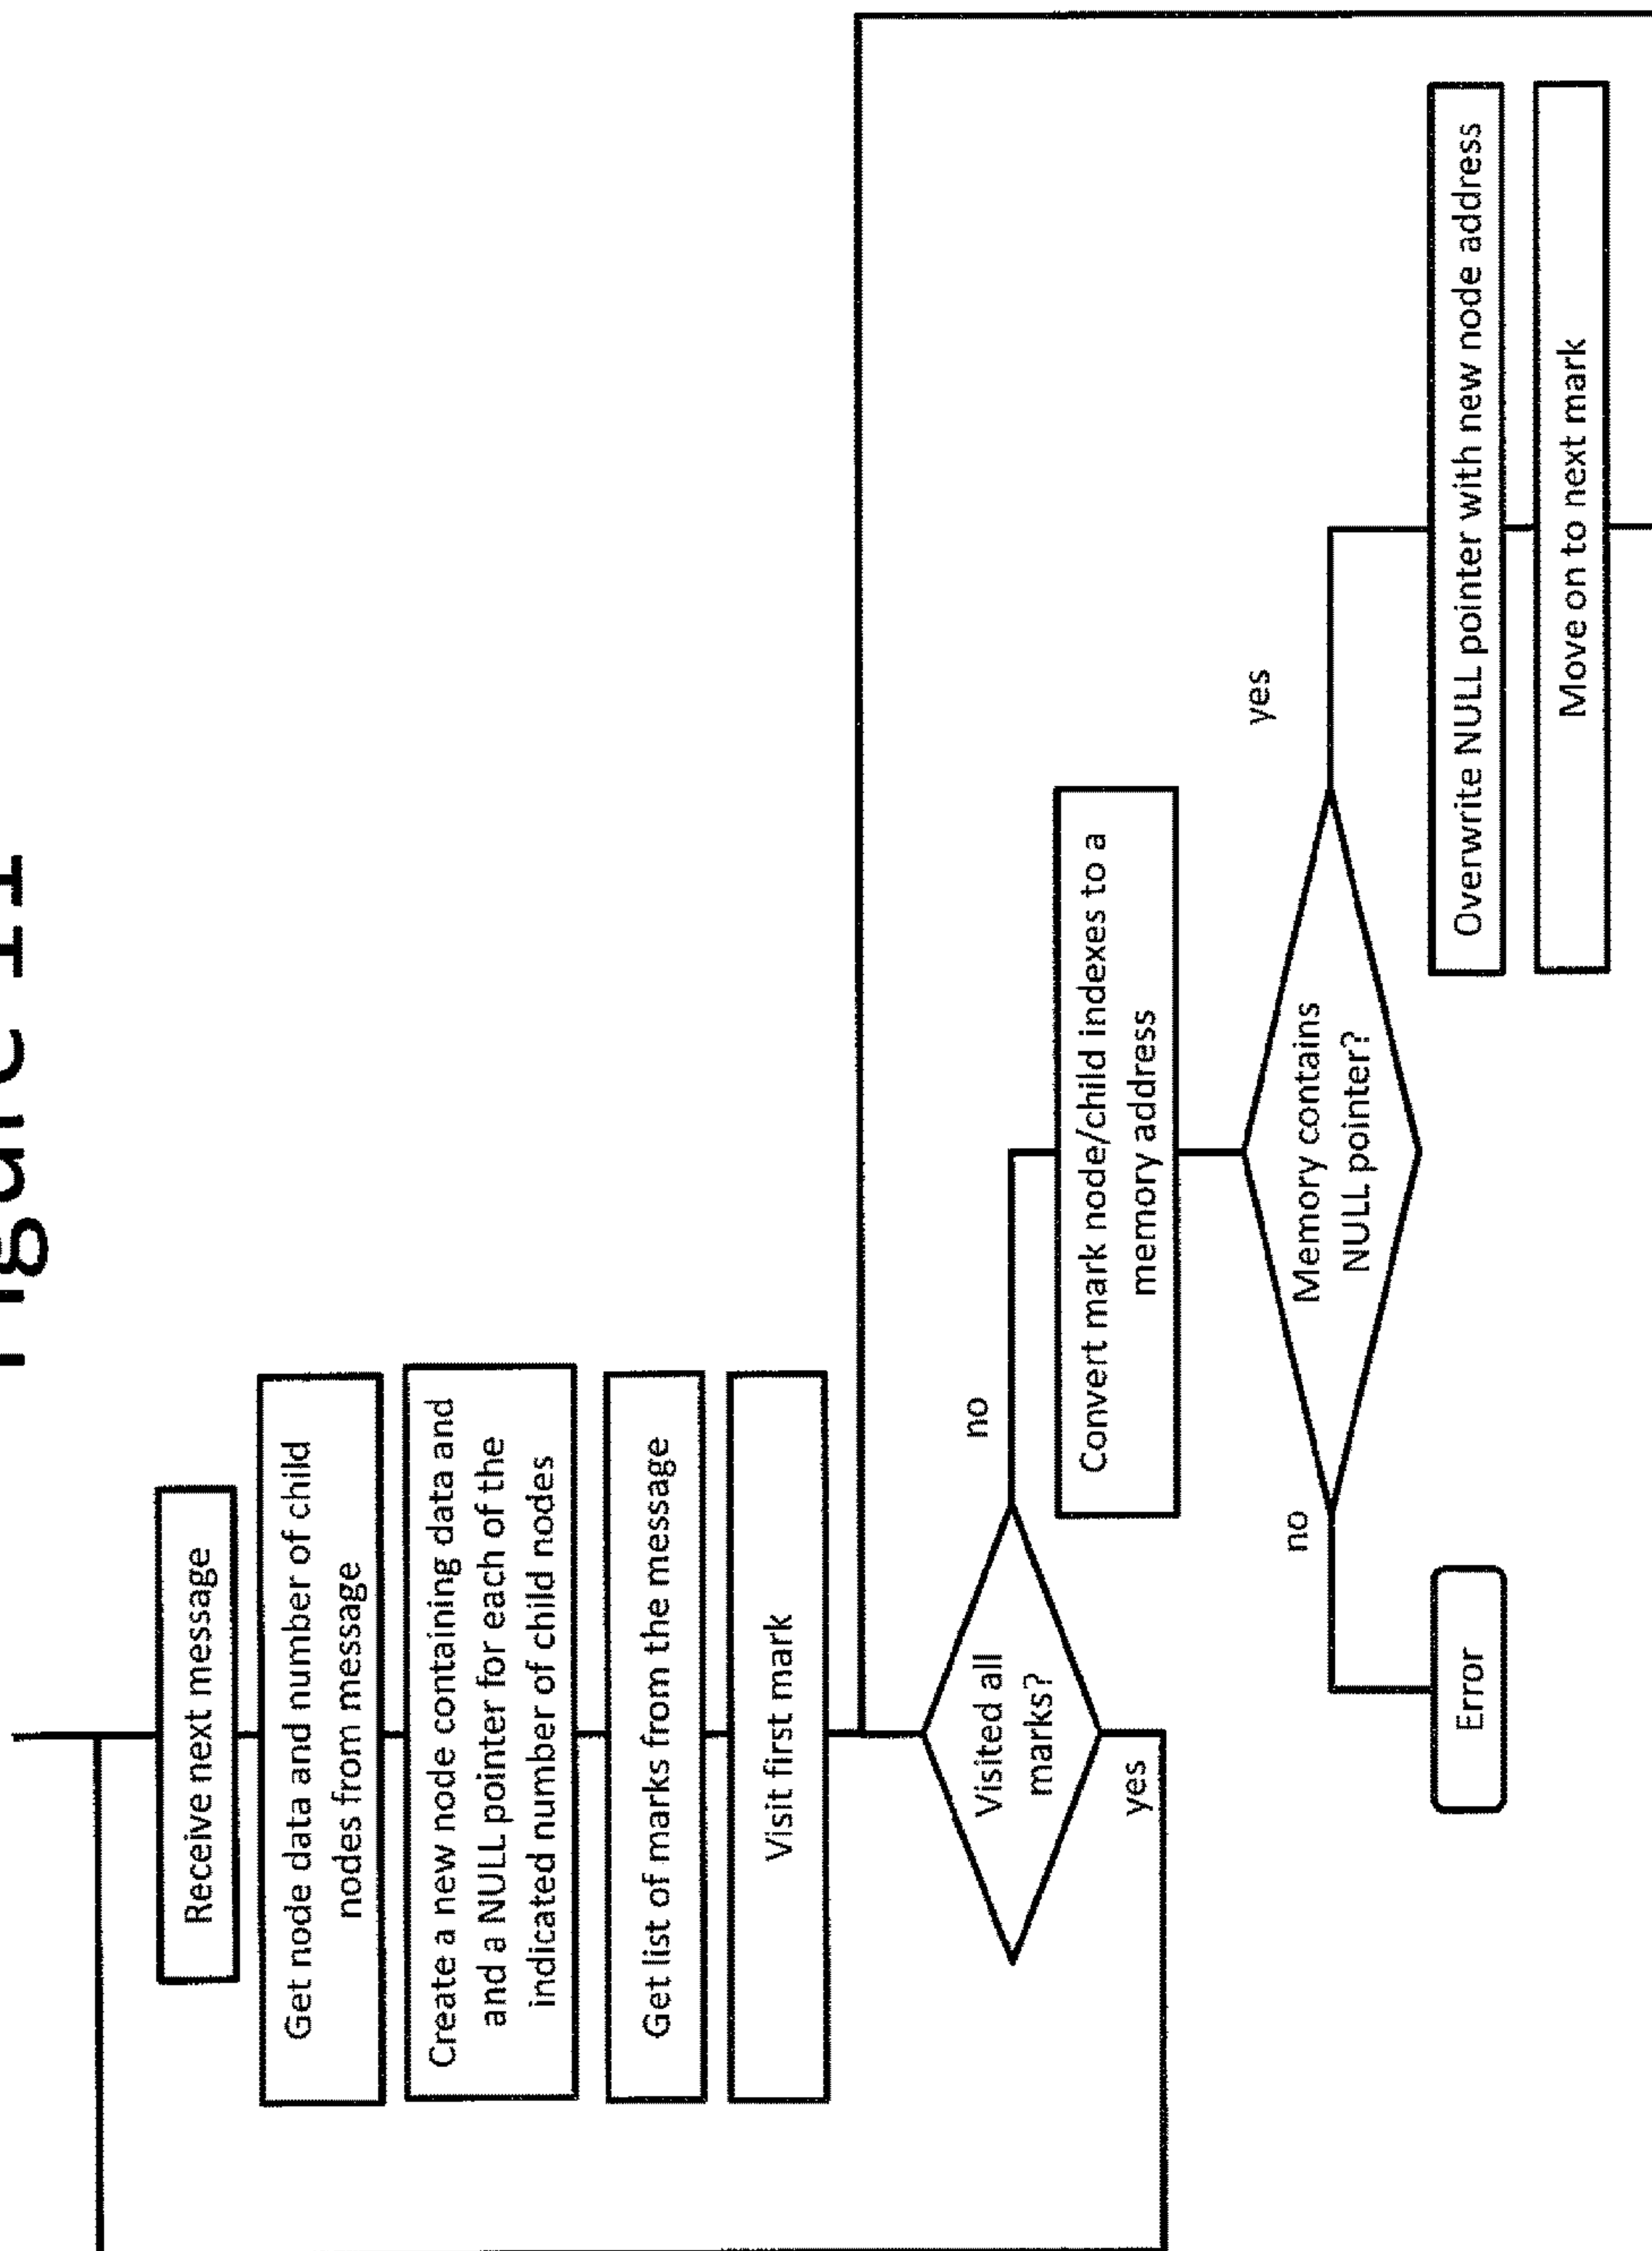 Figure
Receive next message
Get node data and number of child
nodes from message
Create a new node containing data and
and a NULL pointer for each of the
indicated number of child nodes
Get list of marks from the message
Visit first mark
Visited all
marks?
yes
no
Convert mark node/child indexes to a
memory address
Memory contains
NULL pointer?
no
yes
Error
Overwrite NULL pointer with new node address
Move on to next mark